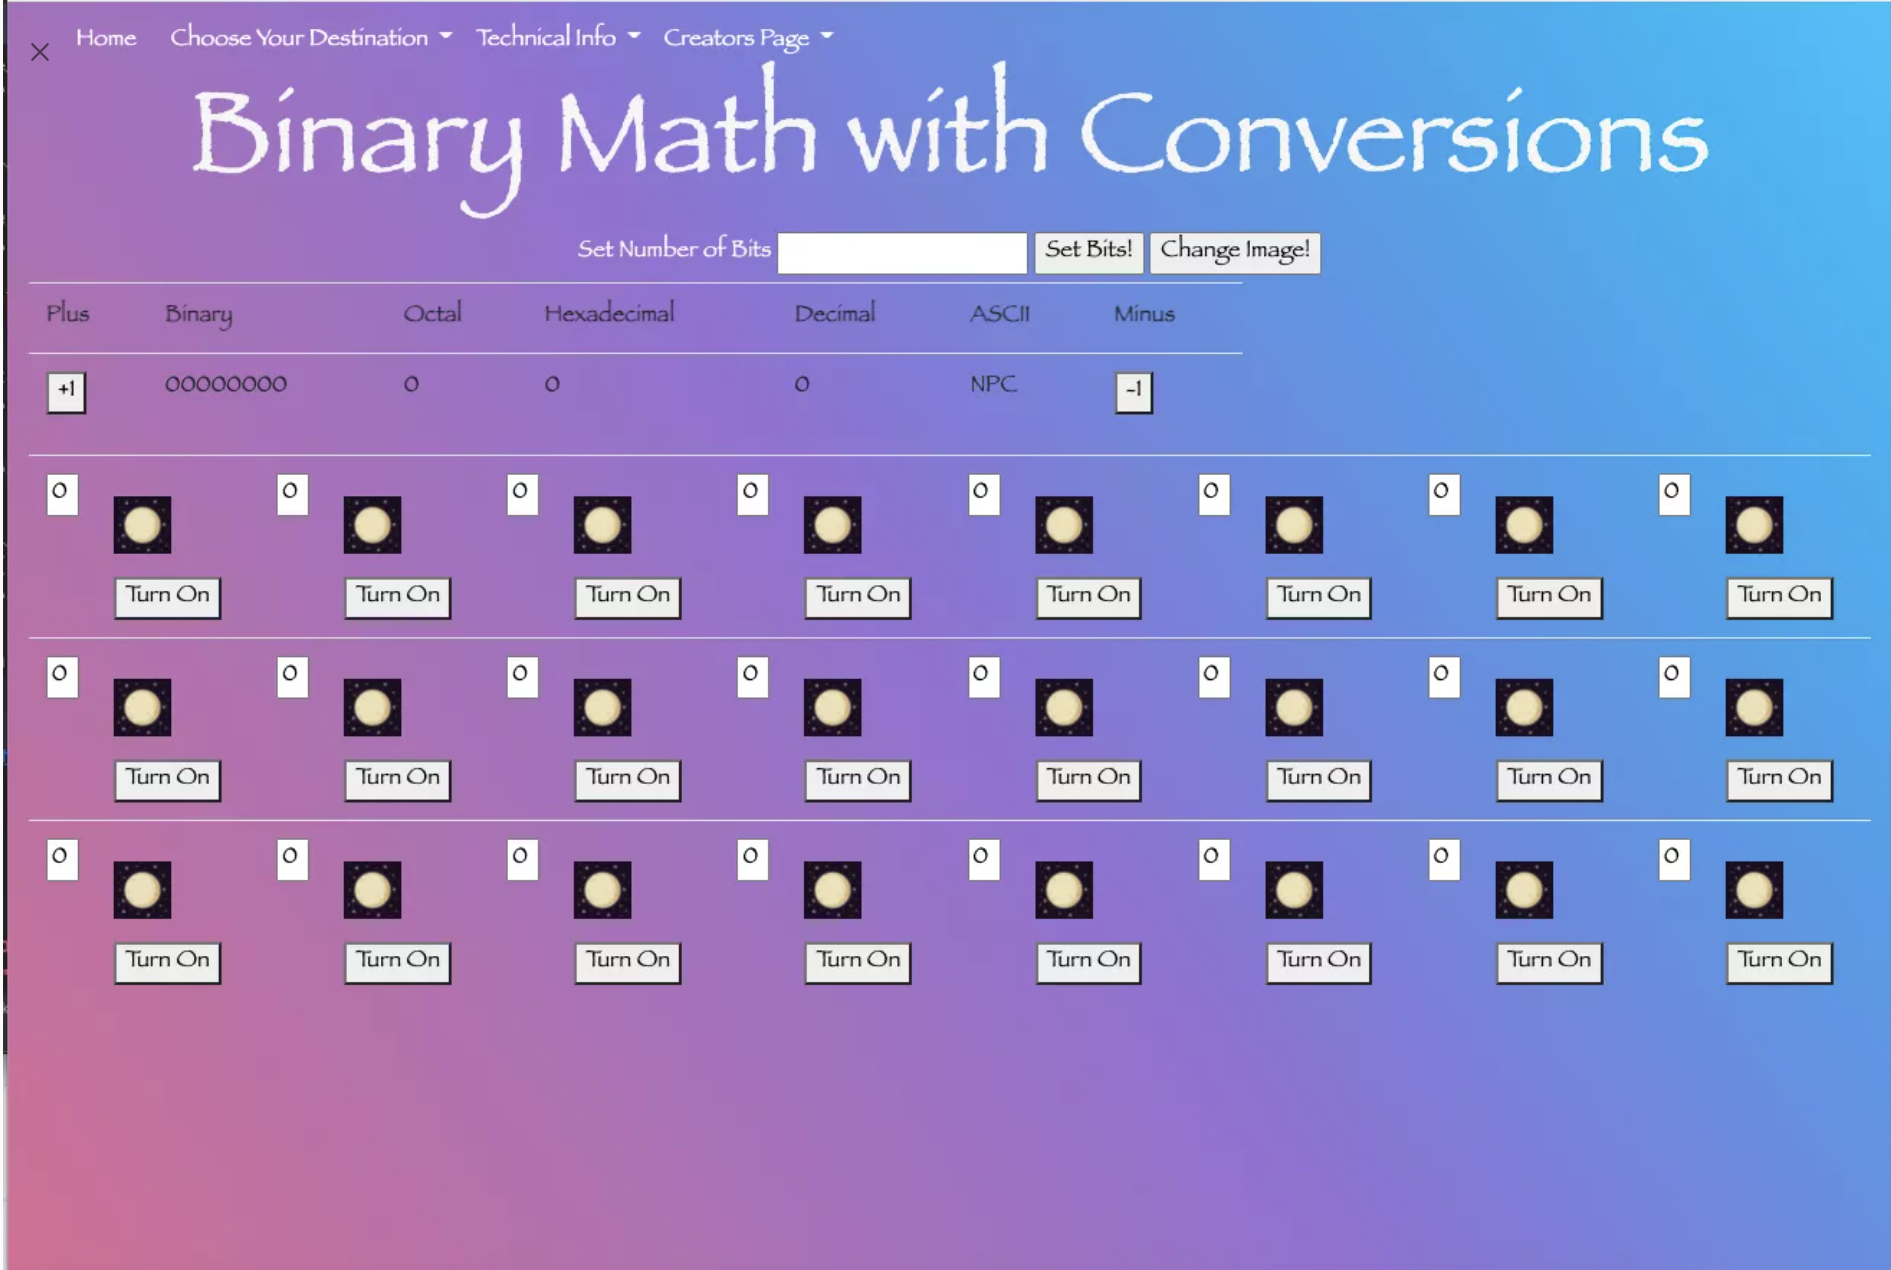 Home Choose Your Destination Technical Info Creators Page
Binary Math with Conversions
Set Number of Bits Set Bits! Change Image!
Plus Binary Octal Hexadecimal Decimal ASCII Minus
+1 00000000 0 0 0 NPC -1
0 0 0 0 0 0 0 0
Turn On Turn On Turn On Turn On Turn On Turn On Turn On Turn On
0 0 0 0 0 0 0 0
Turn On Turn On Turn On Turn On Turn On Turn On Turn On Turn On
0 0 0 0 0 0 0 0
Turn On Turn On Turn On Turn On Turn On Turn On Turn On Turn On